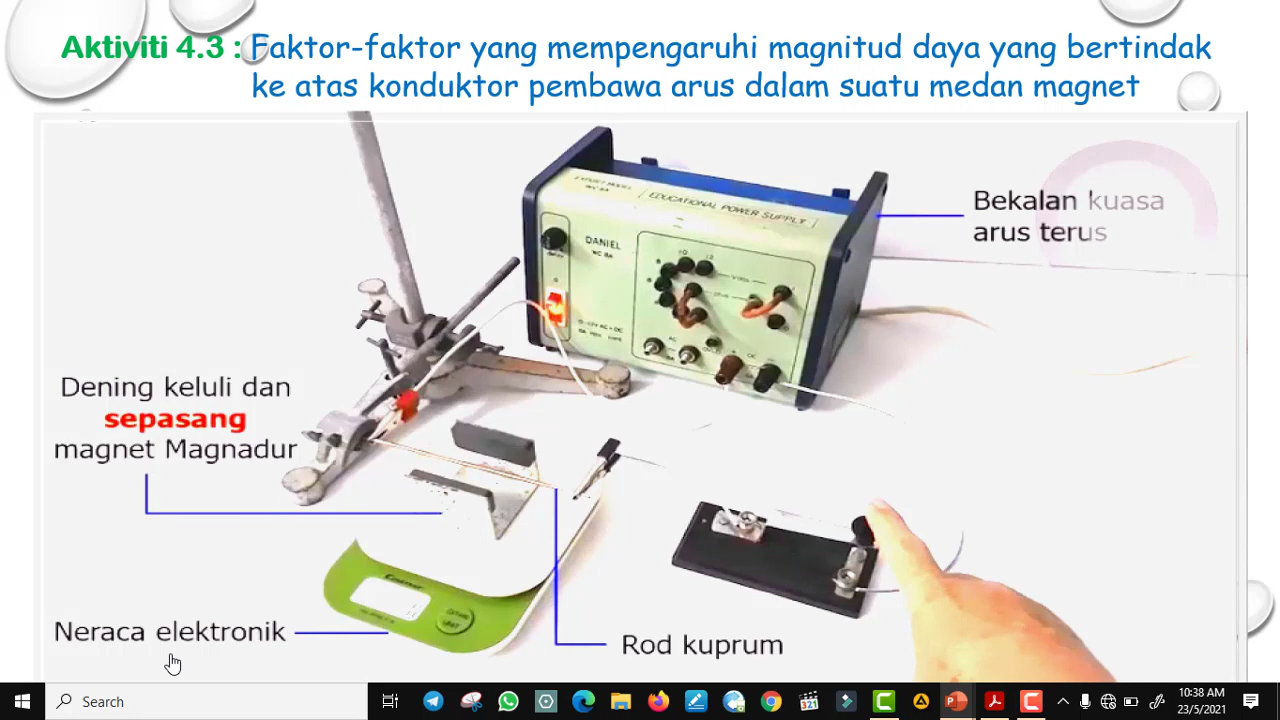 Aktiviti 4.3 : Faktor-faktor yang mempengaruhi magnitud daya yang bertindak
ke atas konduktor pembawa arus dalam suatu medan magnet
EDUCATIONAL POWER SUPPLY
DANIEL
Bekalan kuasa
arus terus
Dening keluli dan
sepasang
magnet Magnadur
Neraca elektronik
Rod kuprum
Search
10:38 AM
23/5/2021